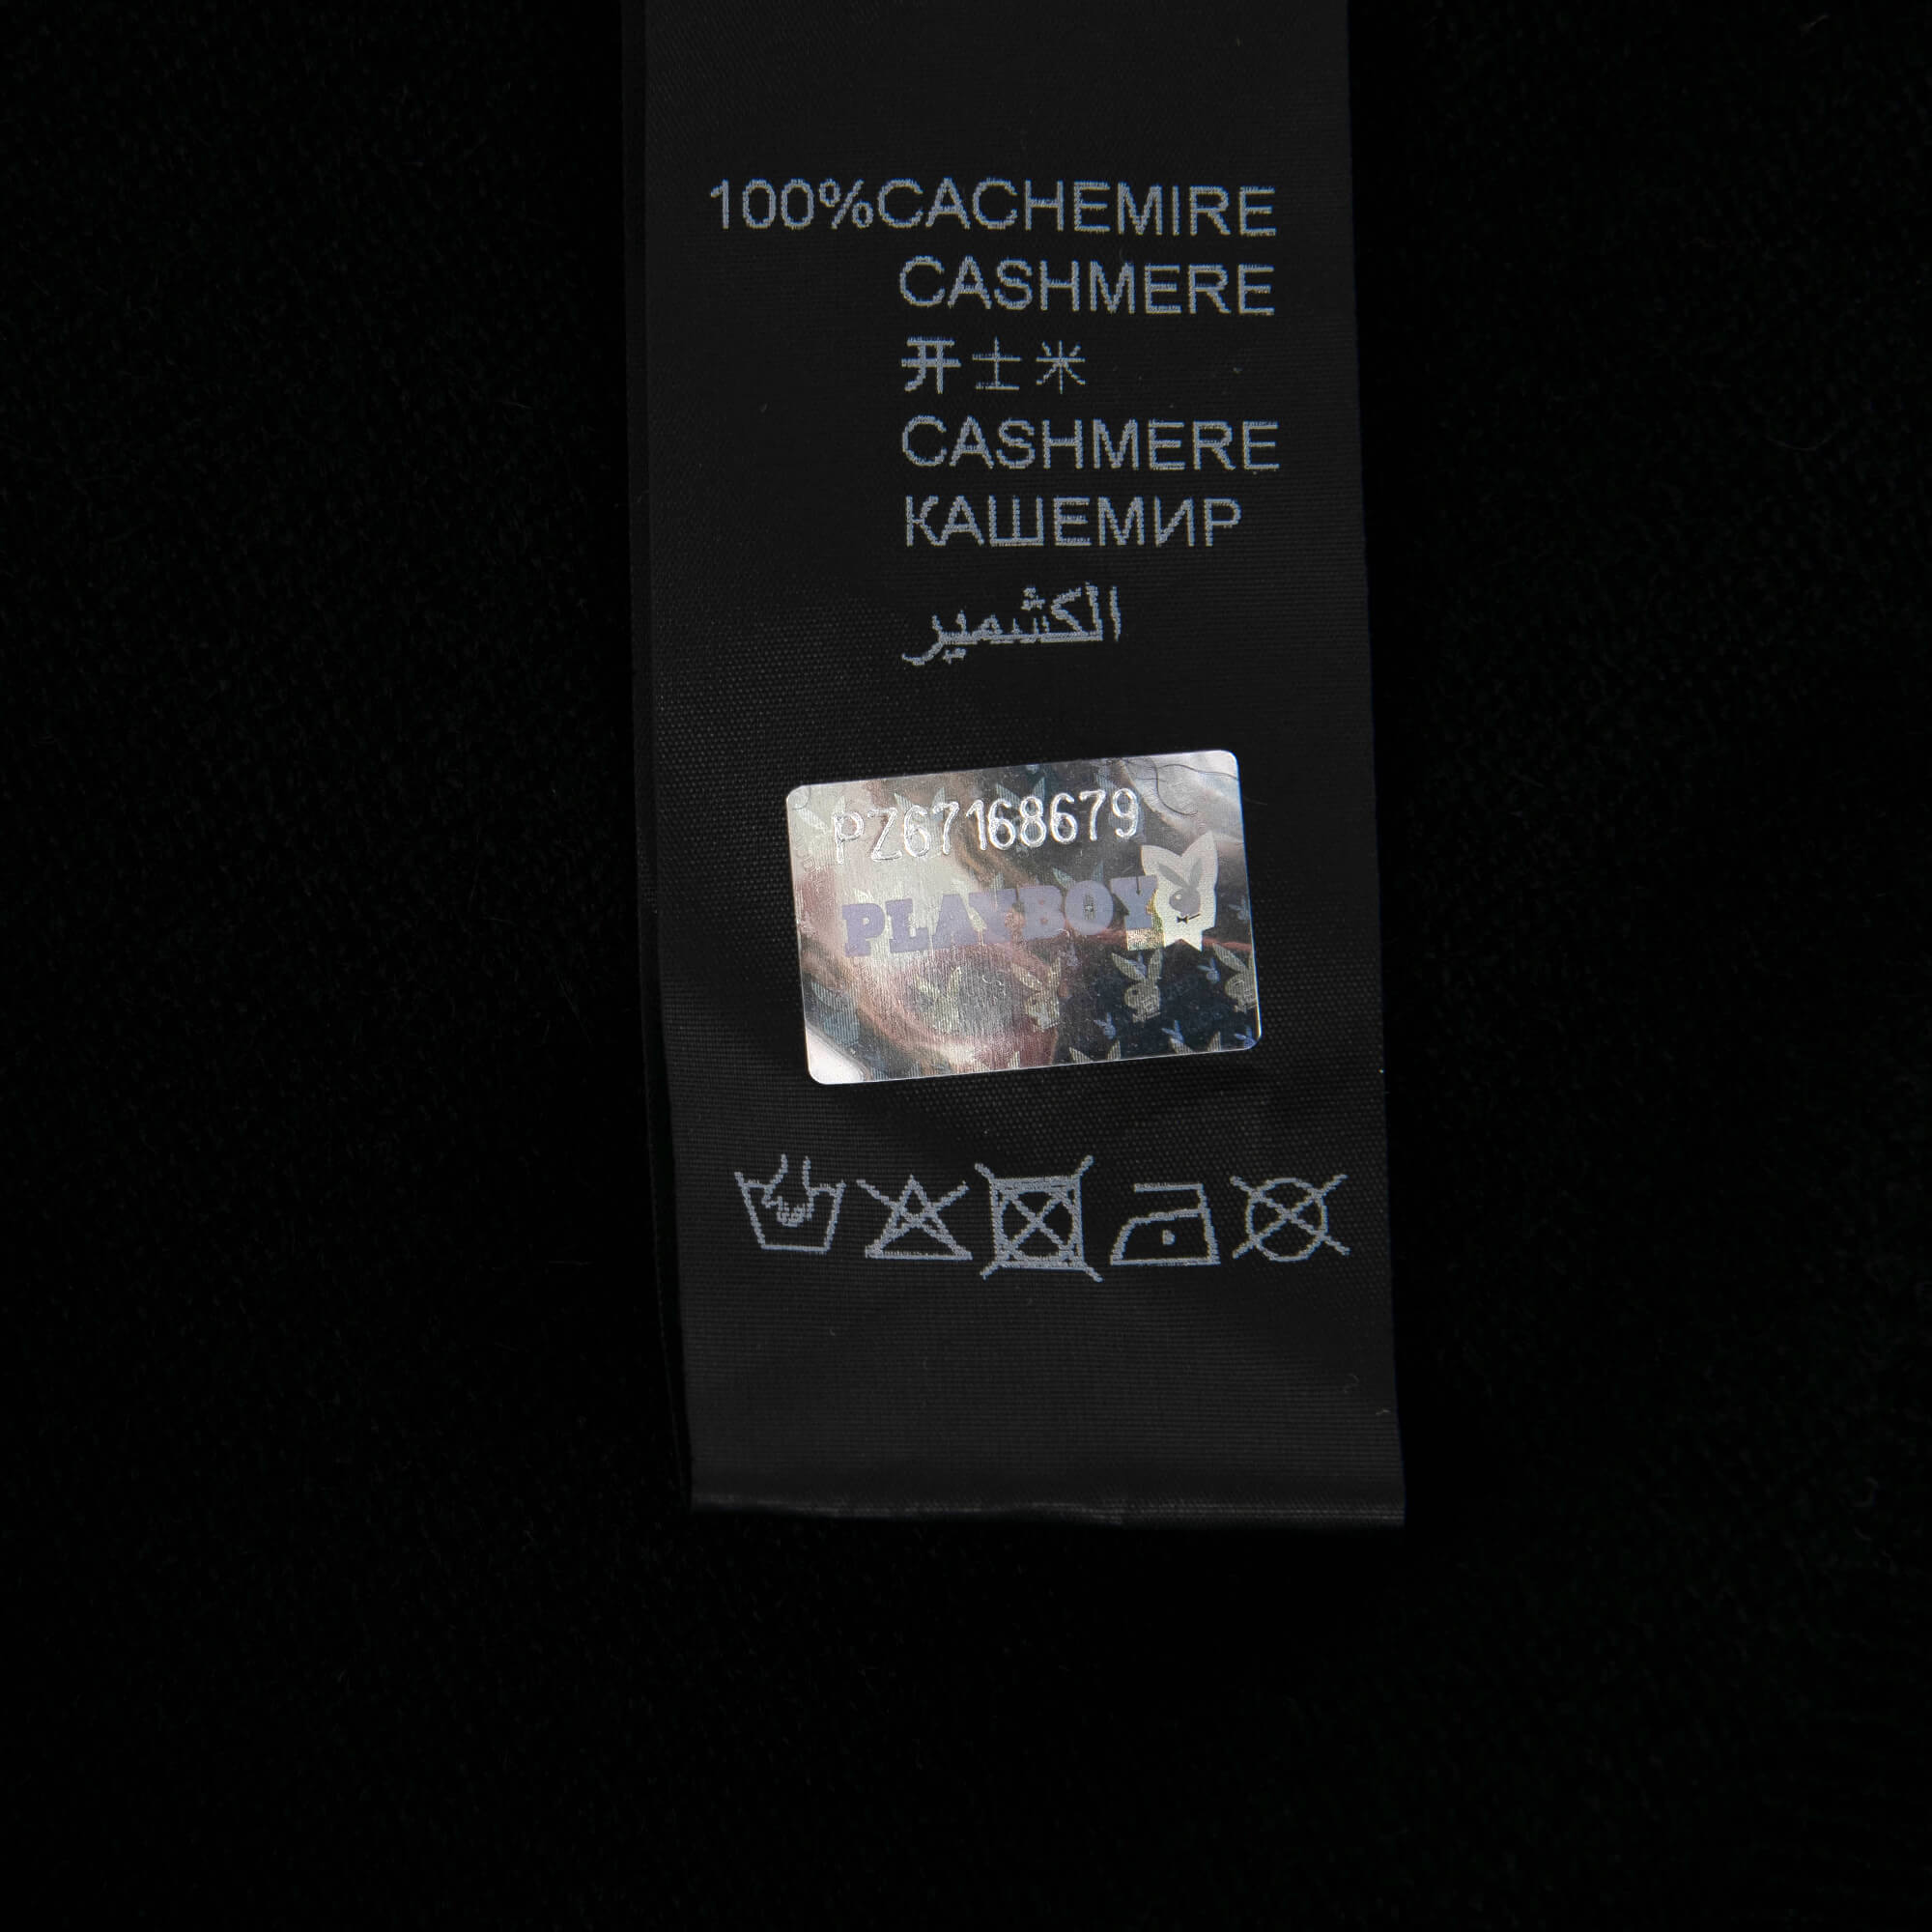 100%CACHEMIRE
CASHMERE
开士米
CASHMERE
КАШЕМИР
الكشمير
PZ67168679
PLAYBOY